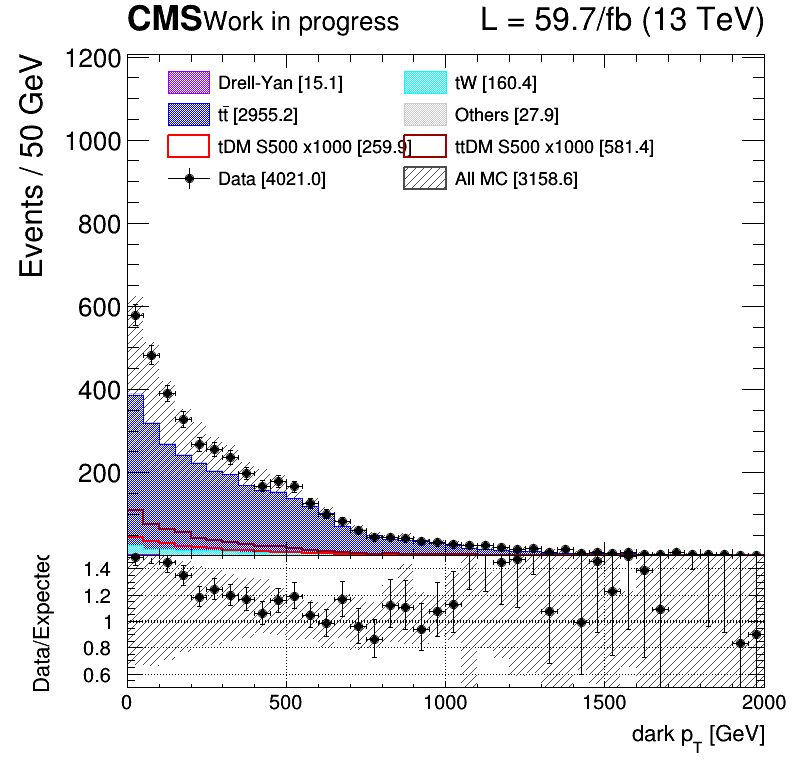 CMS Work in progress L = 59.7/fb (13 TeV)
Events / 50 GeV
1200
1000
800
600
400
200
Drell-Yan [15.1]
tW [160.4]
tt̄ [2955.2]
Others [27.9]
tDM S500 x1000 [259.9]
ttDM S500 x1000 [581.4]
Data [4021.0]
All MC [3158.6]
Data/Expected
1.4
1.2
1
0.8
0.6
0 500 1000 1500 2000
dark p_T [GeV]